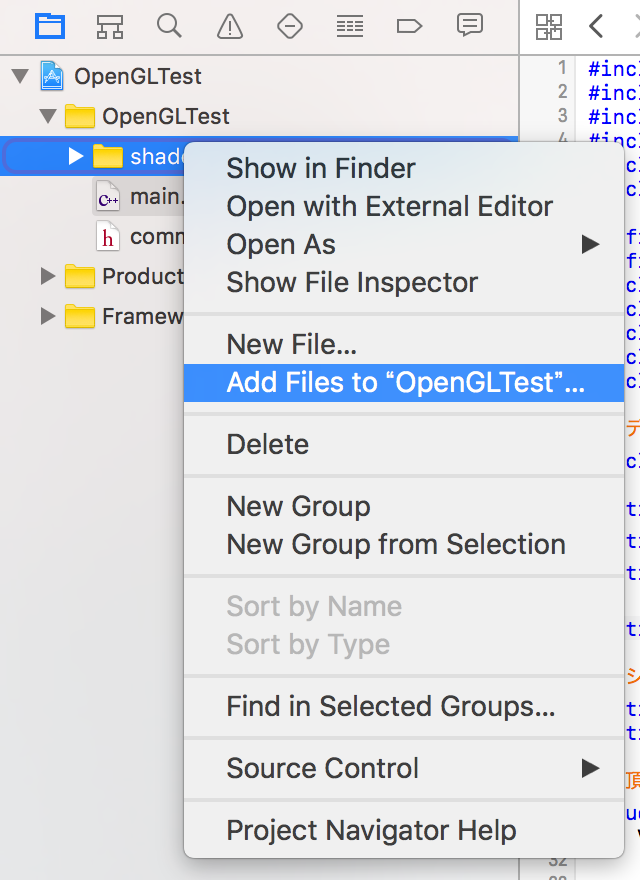 OpenGLTest
OpenGLTest
shade
main.
comm
Product
Framew
Show in Finder
Open with External Editor
Open As
Show File Inspector
New File...
Add Files to “OpenGLTest”...
Delete
New Group
New Group from Selection
Sort by Name
Sort by Type
Find in Selected Groups...
Source Control
Project Navigator Help
1 #incl
2 #incl
3 #incl
4 #incl